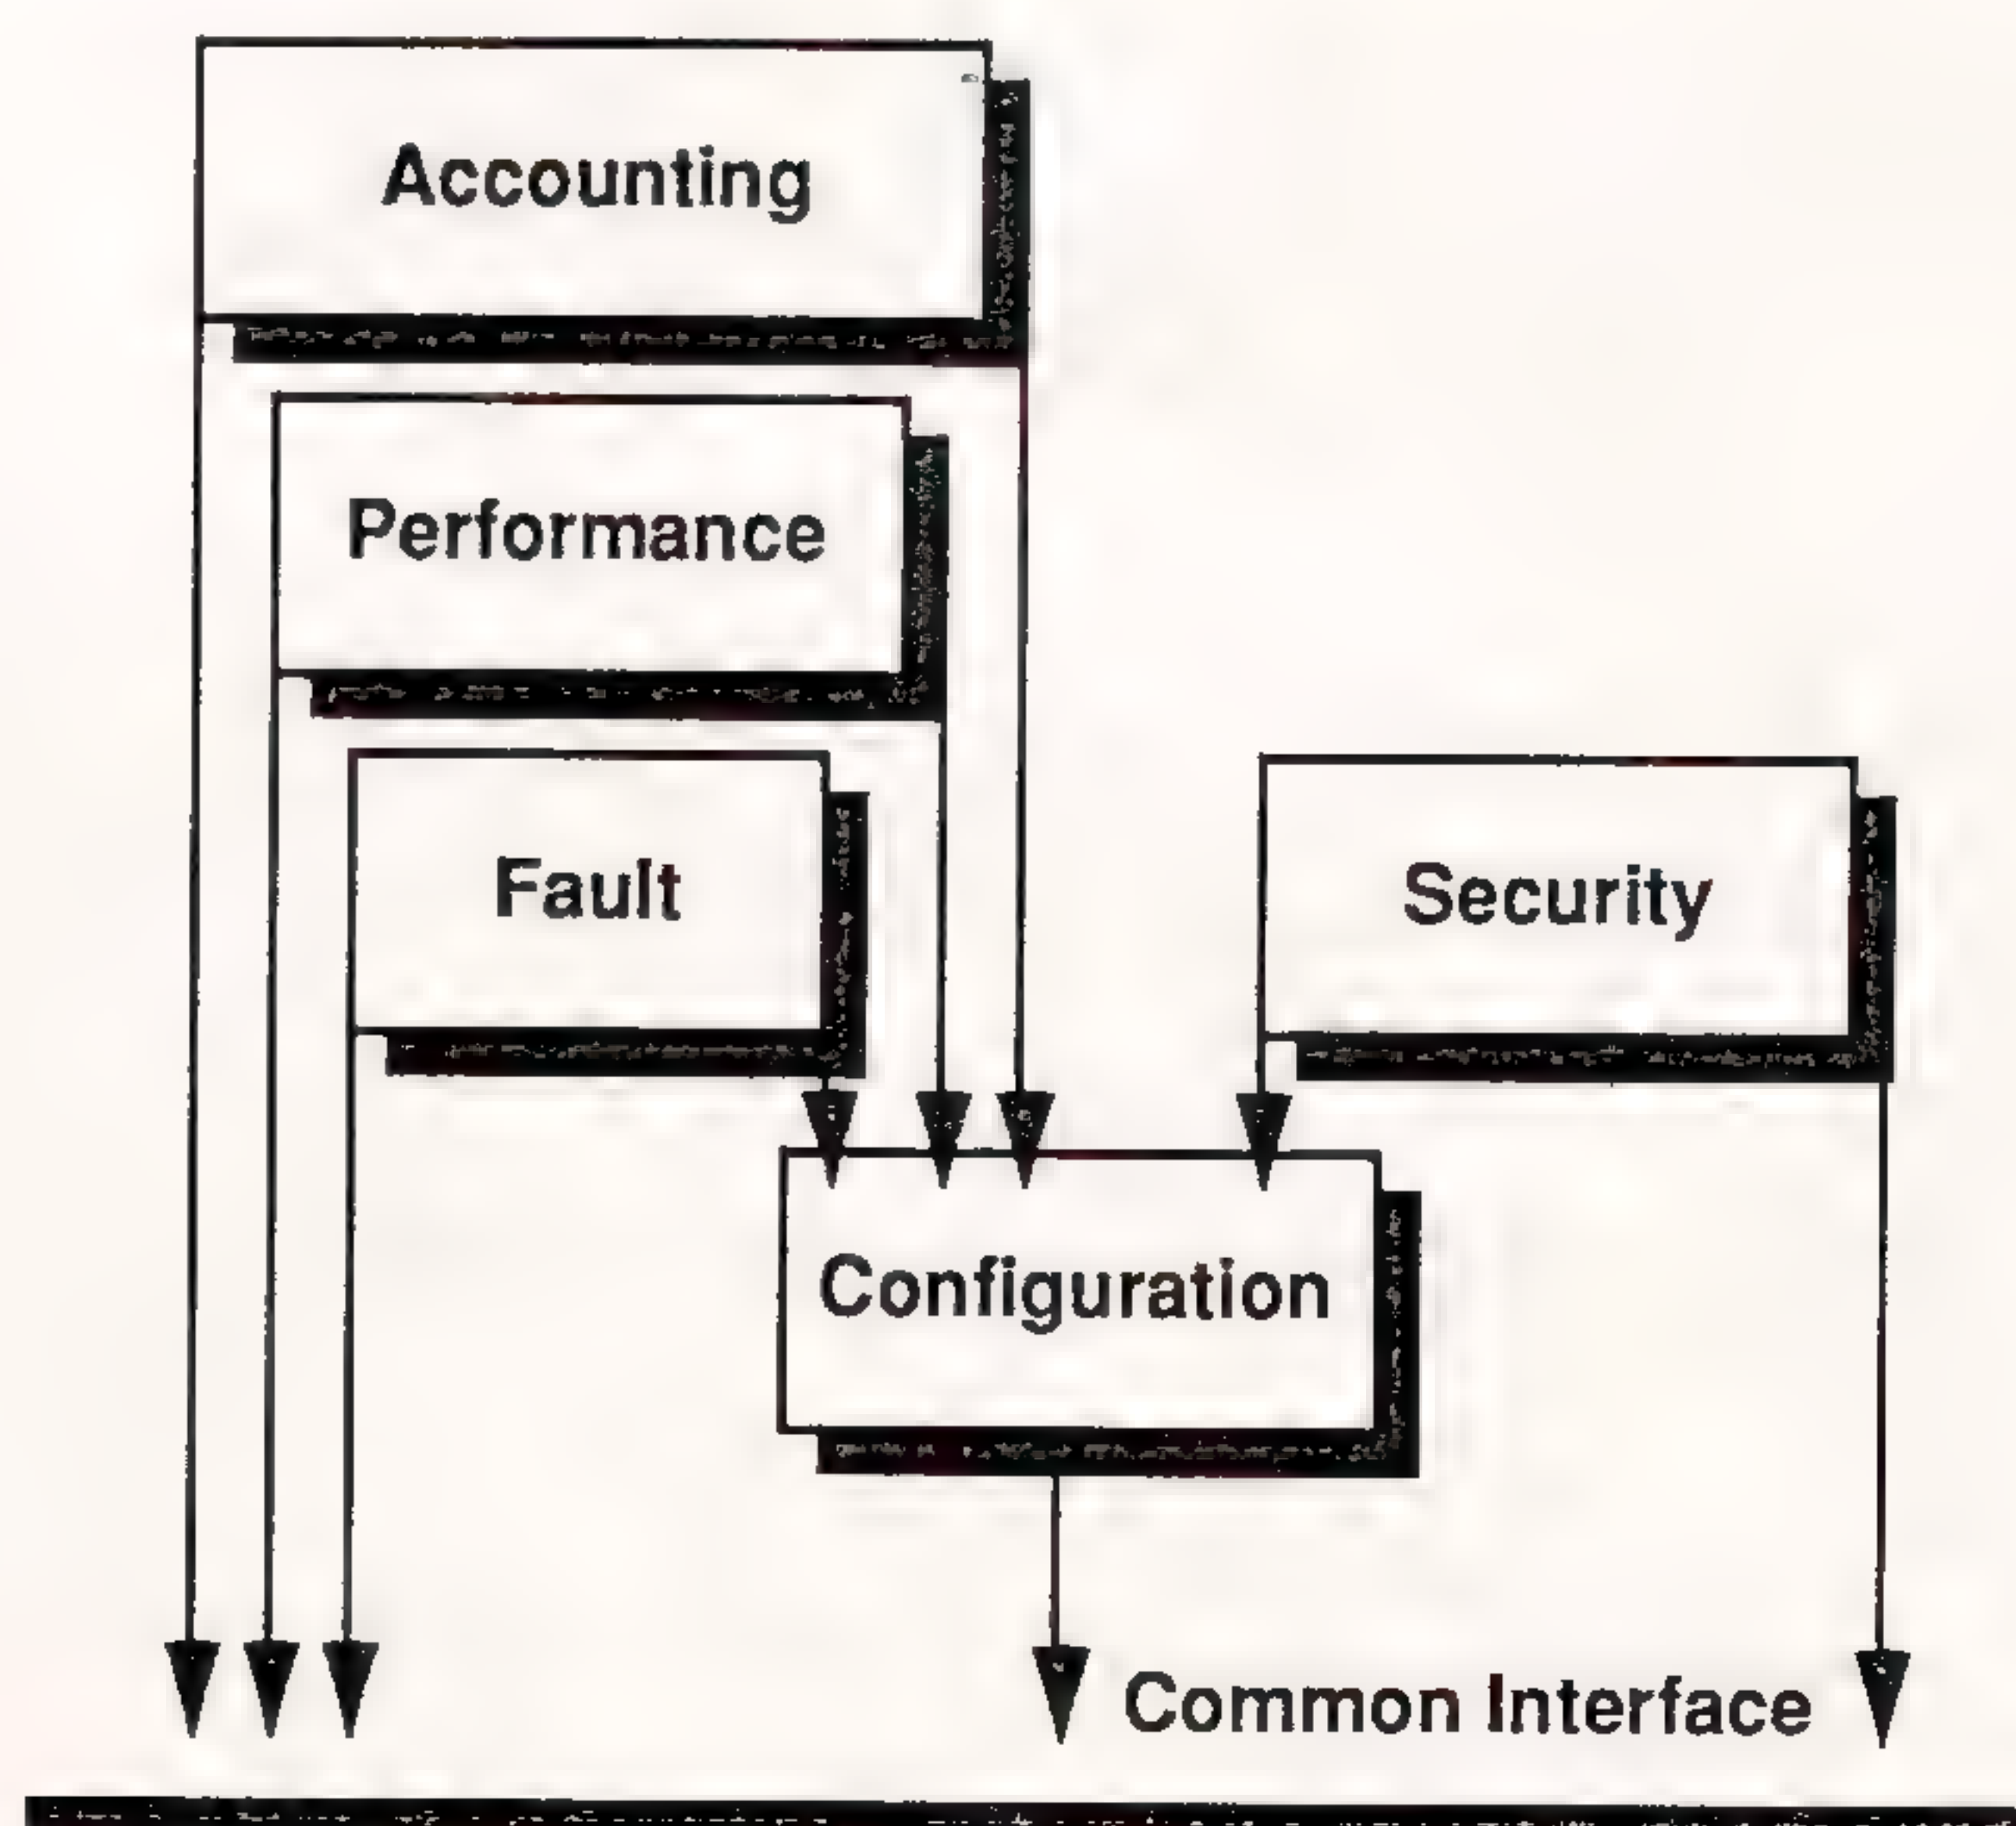 Accounting
Performance
Fault
Security
Configuration
Common Interface